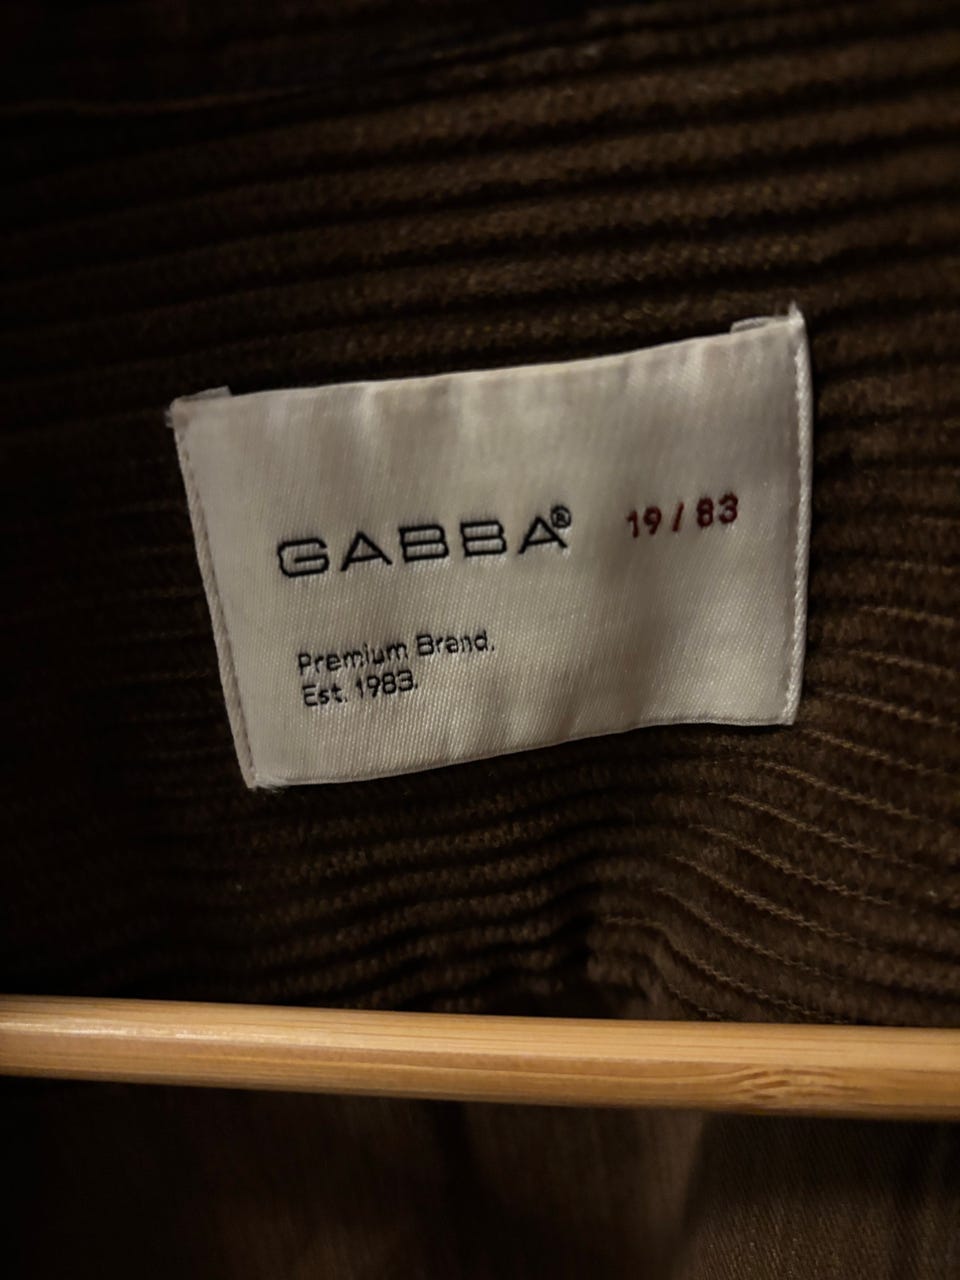 GABBA® 19 / 83
Premium Brand.
Est. 1983.